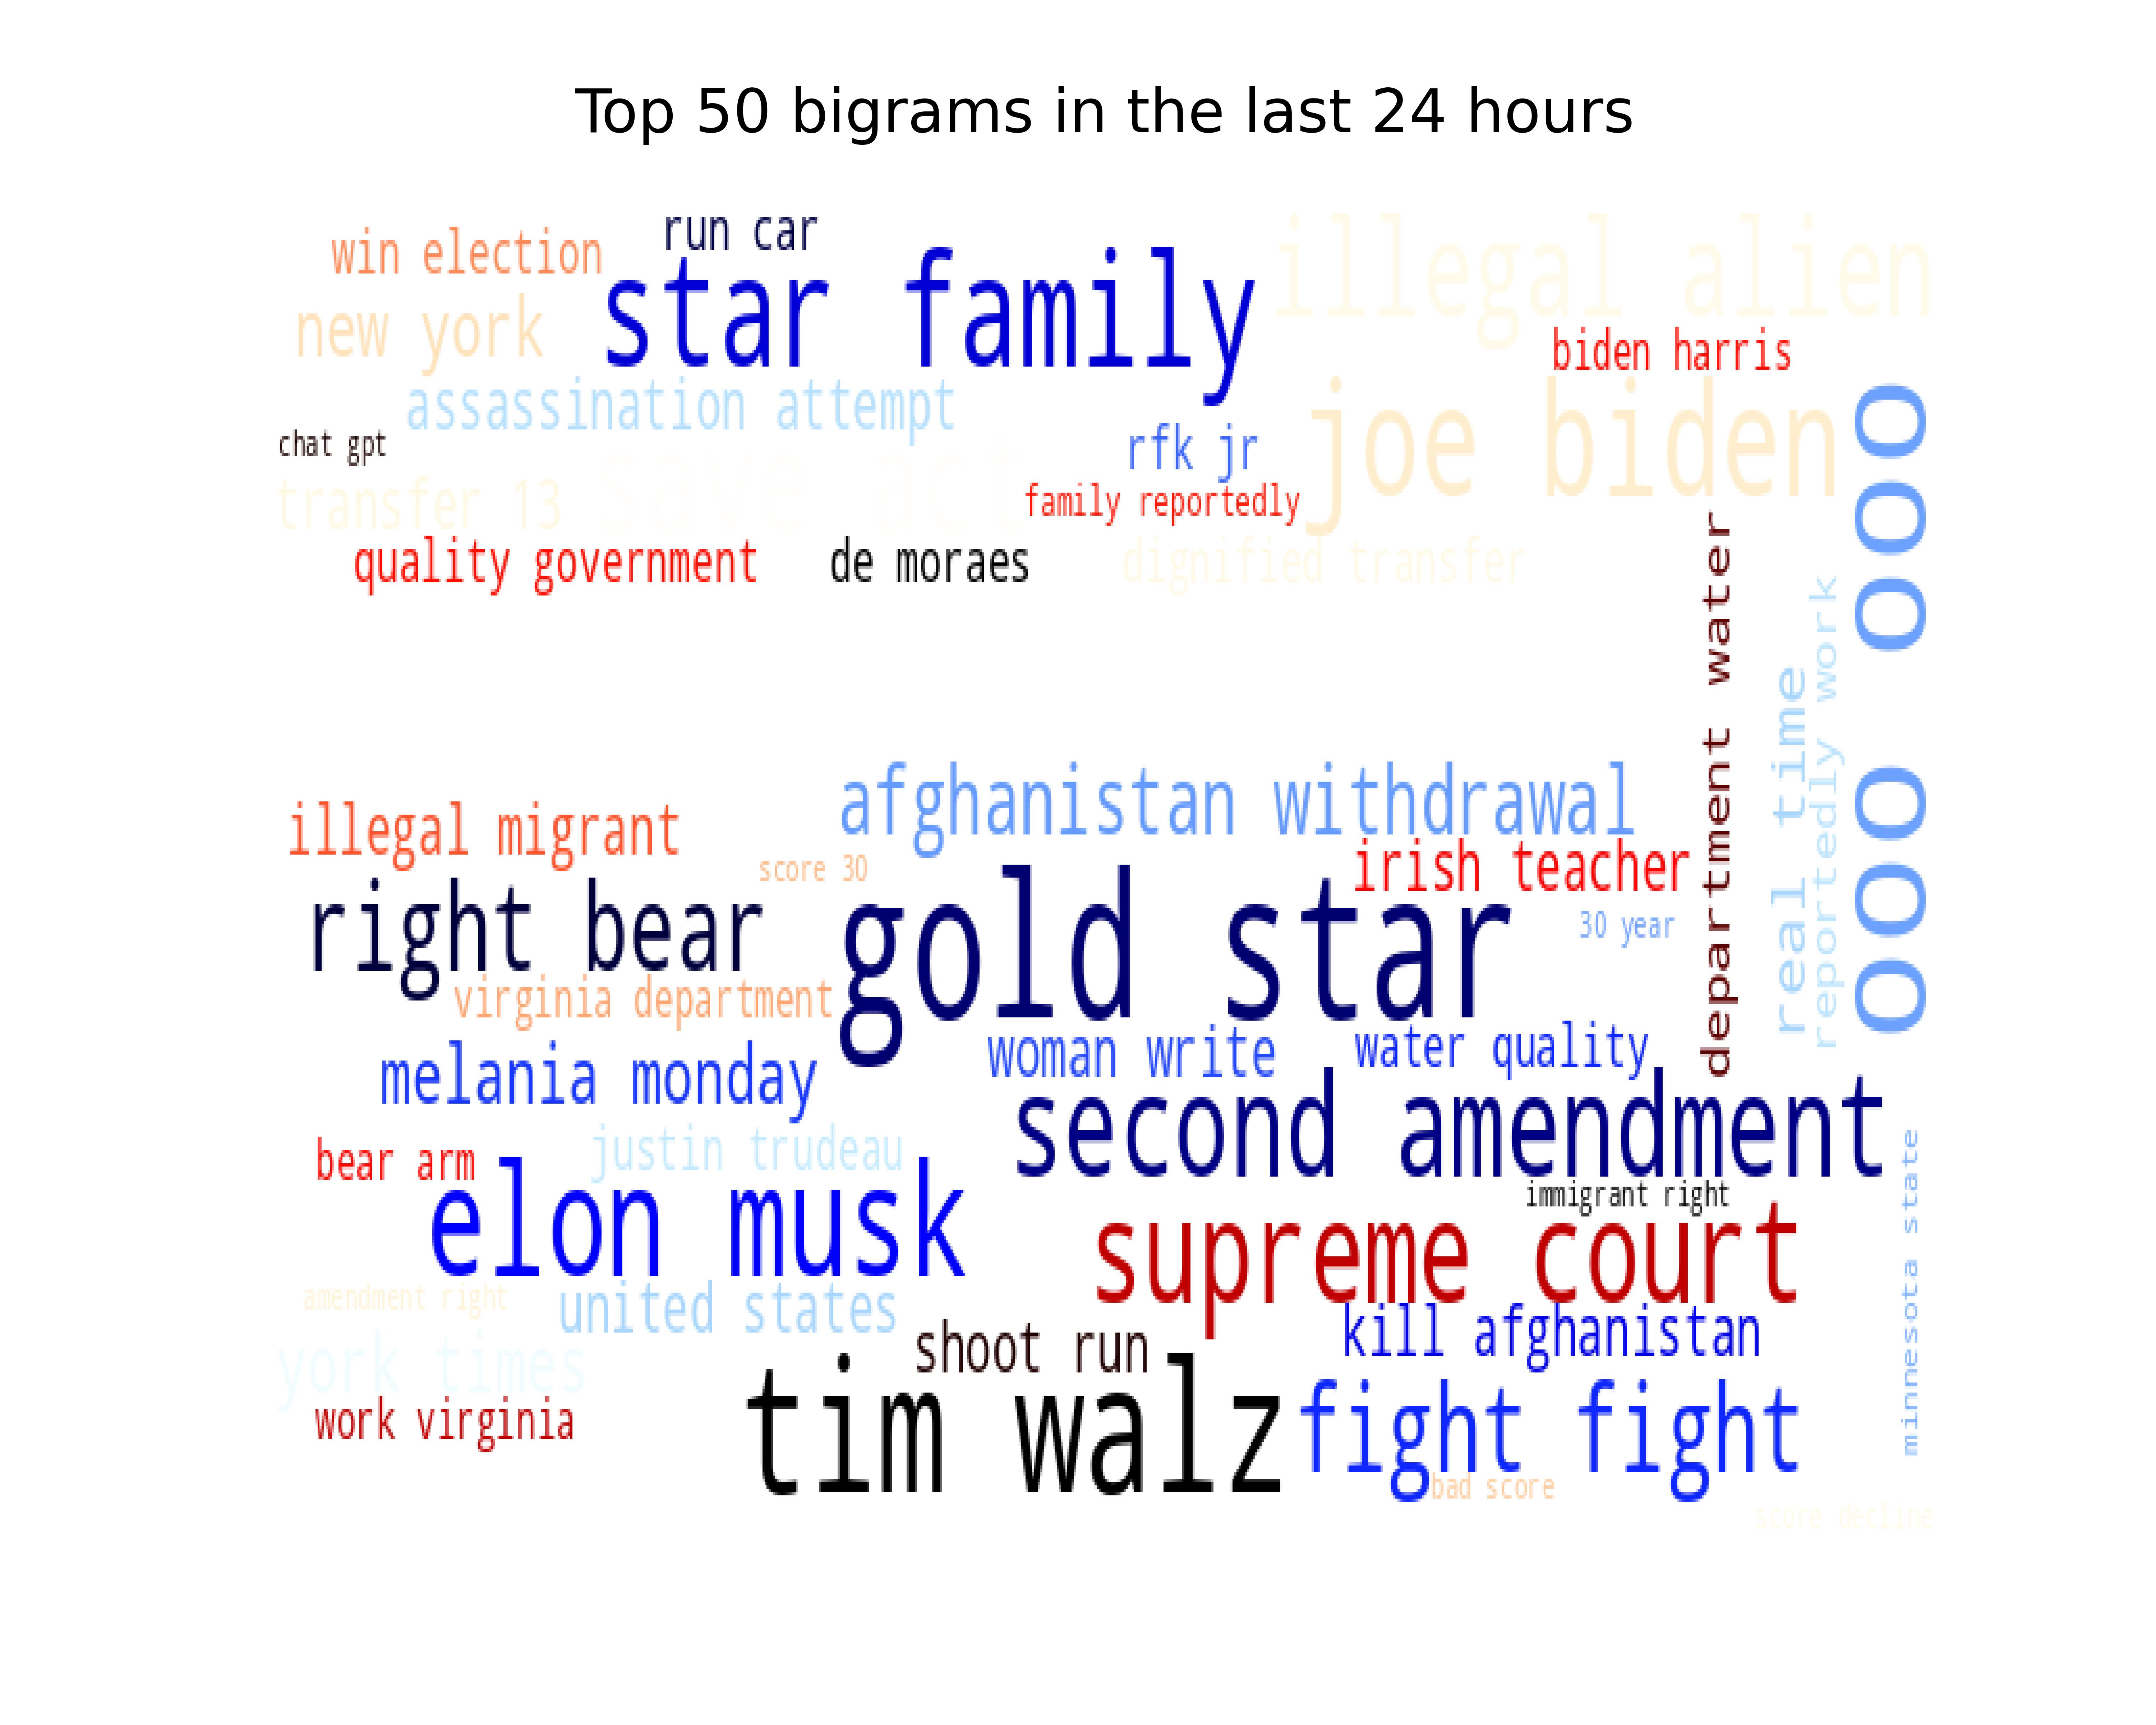 Top 50 bigrams in the last 24 hours
run car
win election
star family
illegal alien
new york
biden harris
assassination attempt
joe biden
chat gpt
rfk jr
save act
transfer 13
family reportedly
quality government
de moraes
dignified transfer
department water
real time
reportedly work
000 000
afghanistan withdrawal
illegal migrant
score 30
irish teacher
right bear
gold star
30 year
virginia department
woman write
water quality
melania monday
second amendment
justin trudeau
bear arm
elon musk
immigrant right
supreme court
minnesota state
amendment right
united states
kill afghanistan
shoot run
york times
work virginia
tim walz
fight fight
bad score
score decline